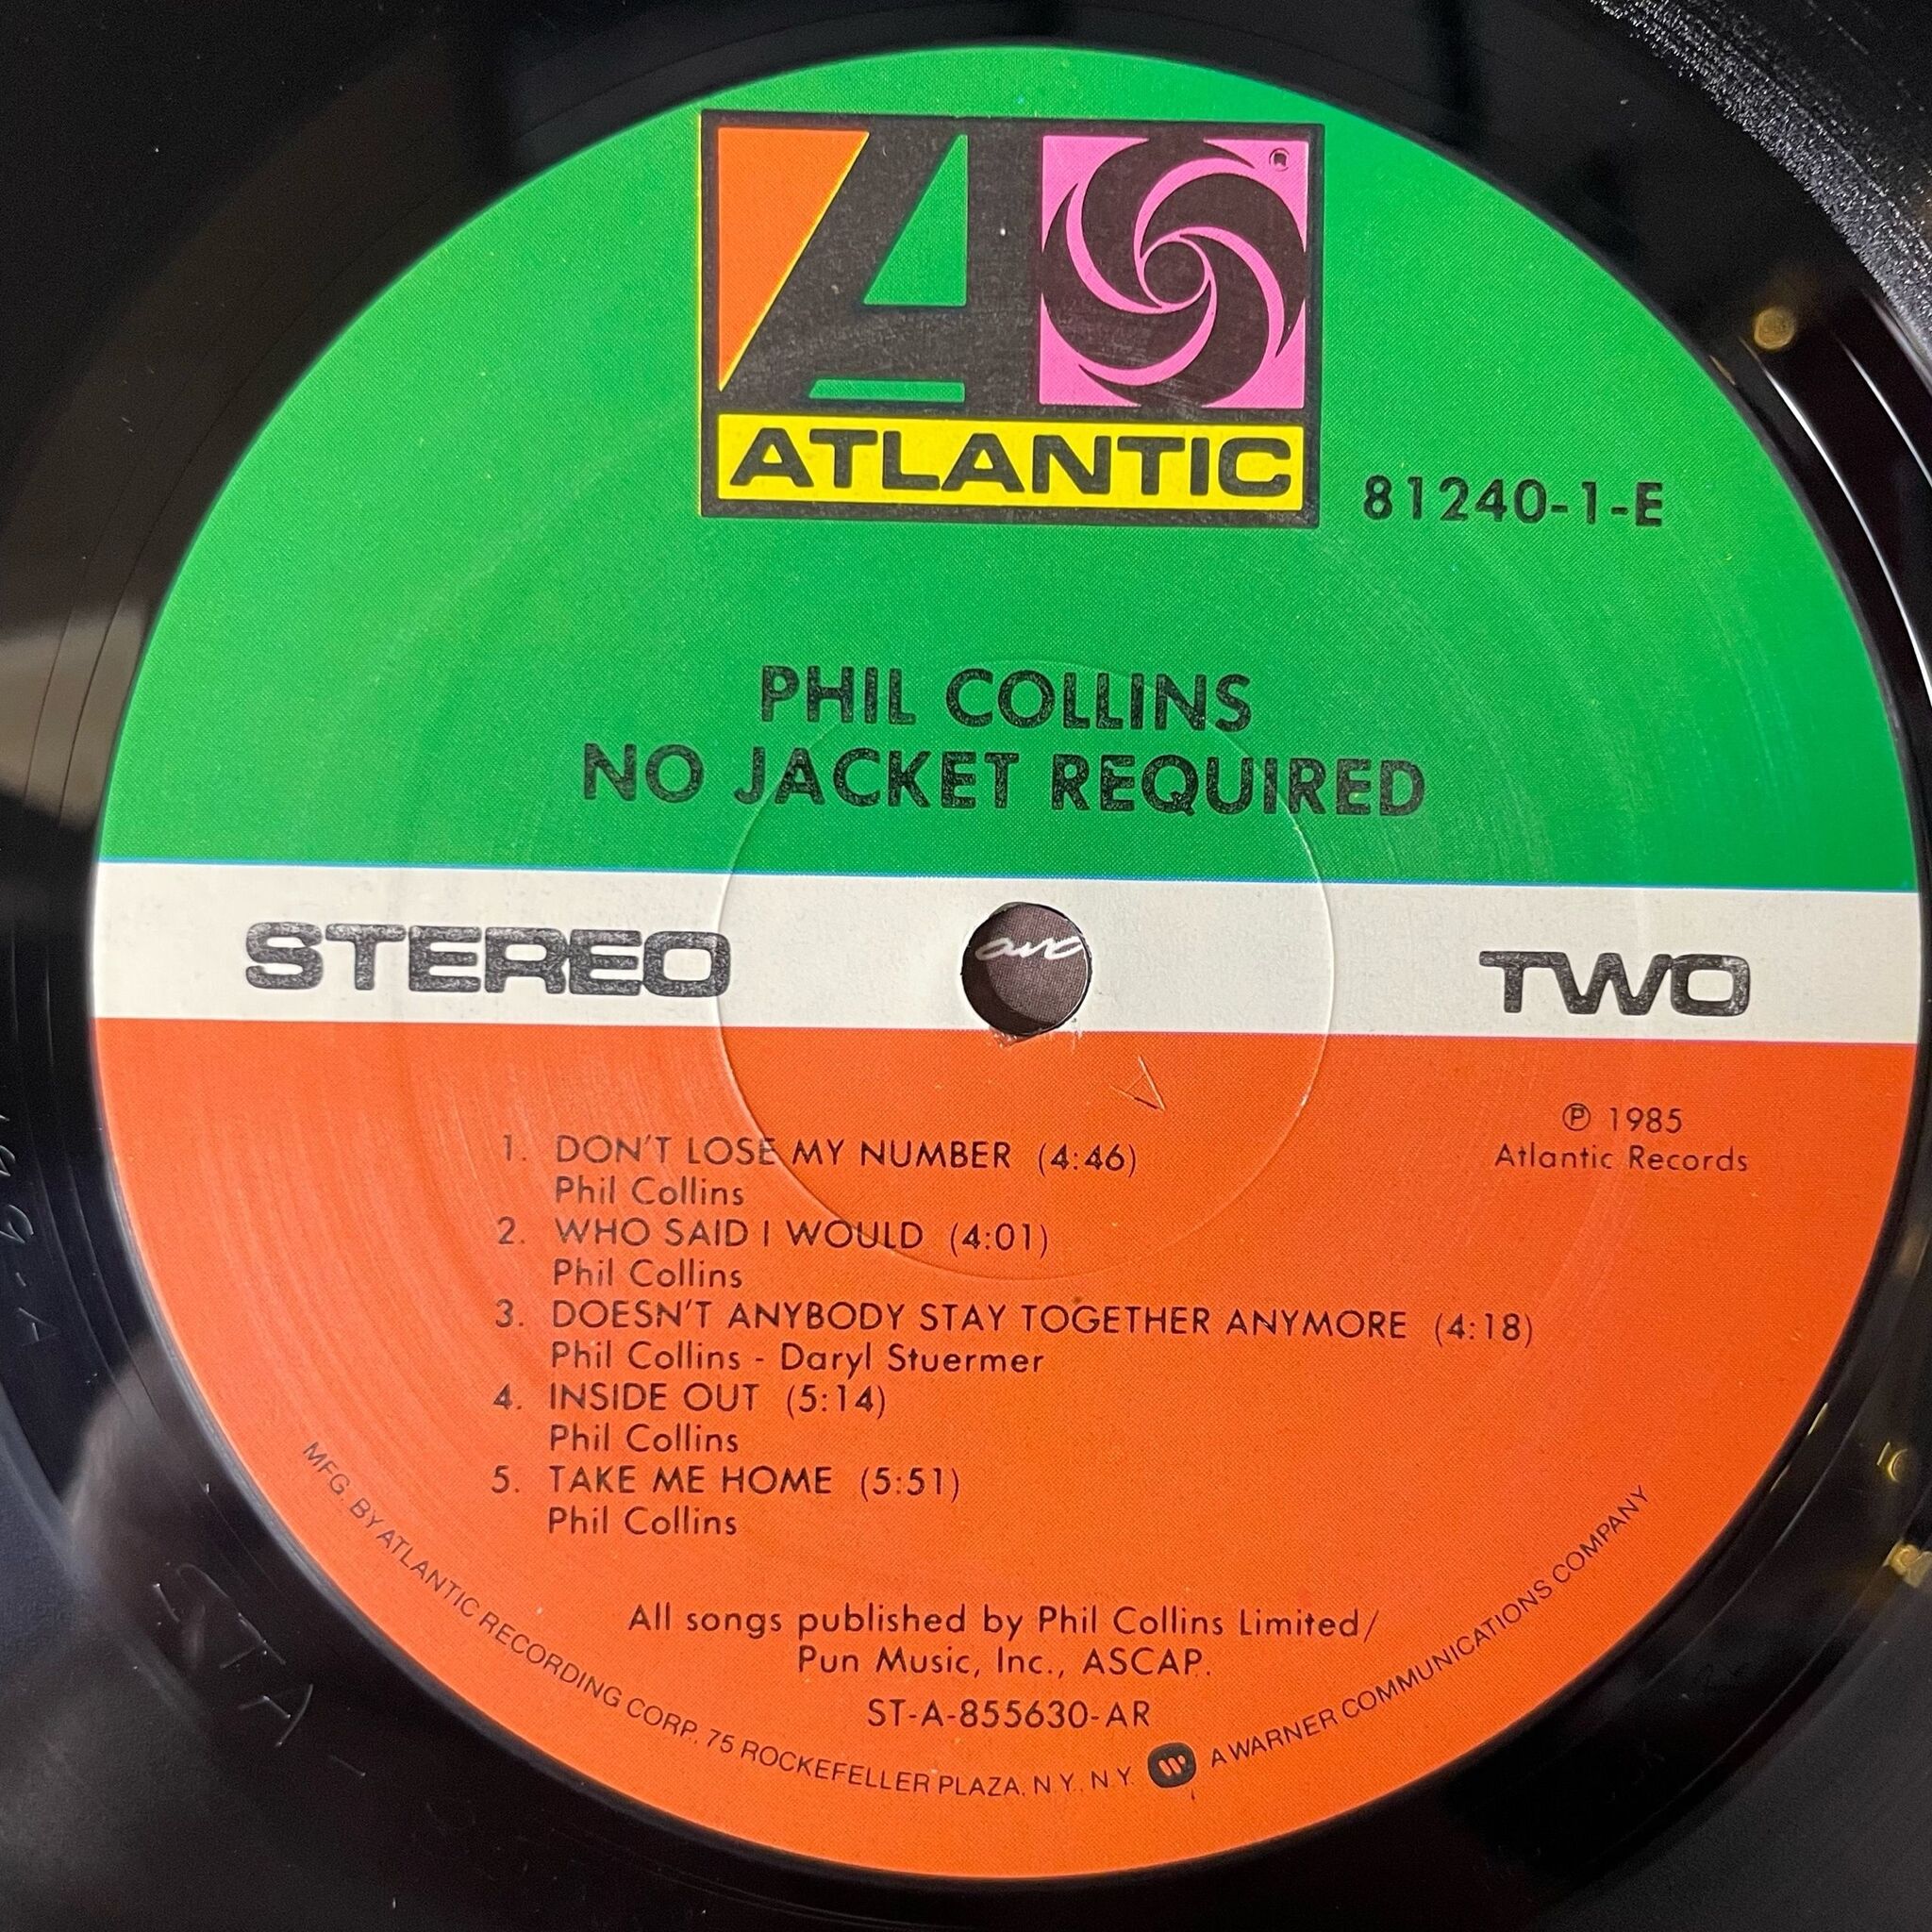 ATLANTIC
81240-1-E
PHIL COLLINS
NO JACKET REQUIRED
STEREO
TWO
℗ 1985
Atlantic Records
1. DON'T LOSE MY NUMBER (4:46)
Phil Collins
2. WHO SAID I WOULD (4:01)
Phil Collins
3. DOESN'T ANYBODY STAY TOGETHER ANYMORE (4:18)
Phil Collins - Daryl Stuermer
4. INSIDE OUT (5:14)
Phil Collins
5. TAKE ME HOME (5:51)
Phil Collins
All songs published by Phil Collins Limited/
Pun Music, Inc., ASCAP.
ST-A-855630-AR
MFG. BY ATLANTIC RECORDING CORP., 75 ROCKEFELLER PLAZA, N.Y., N.Y. A WARNER COMMUNICATIONS COMPANY